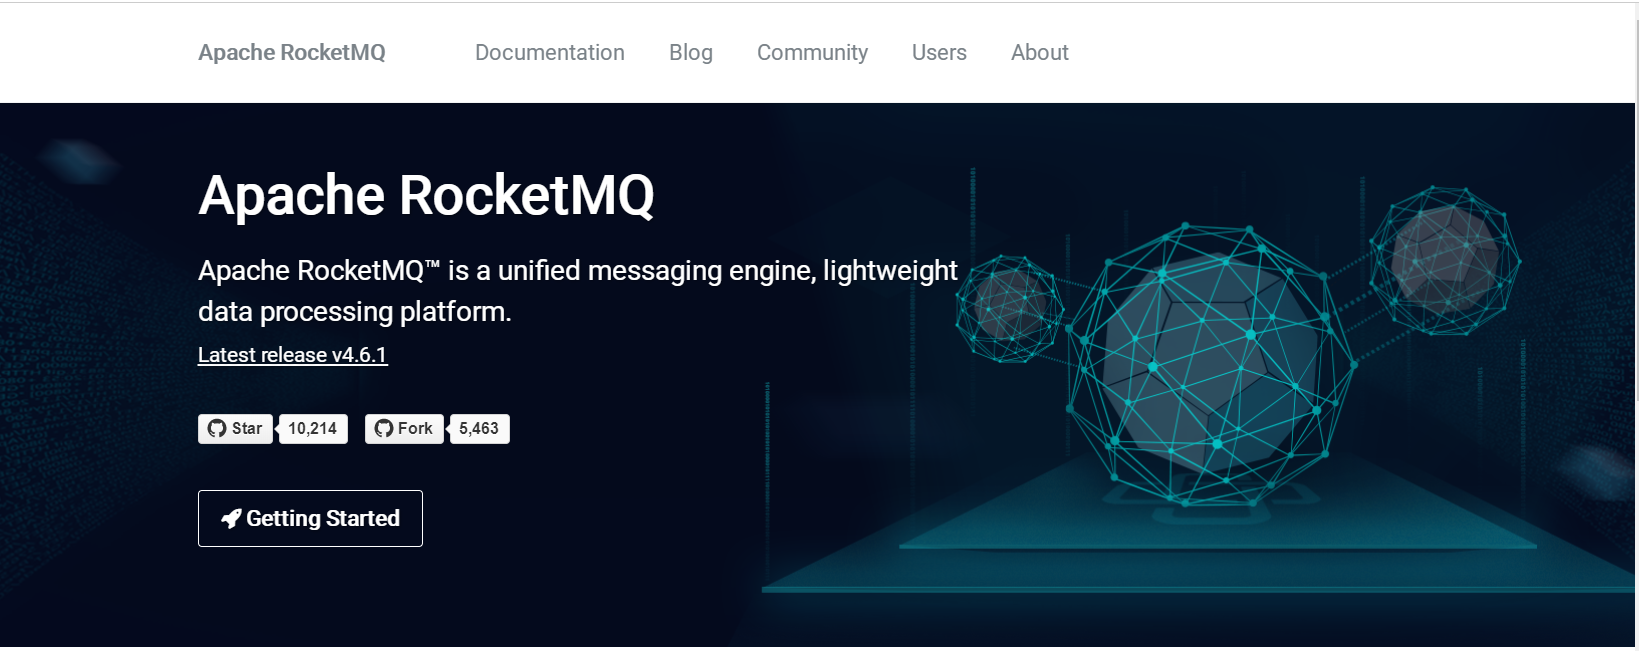 Apache RocketMQ Documentation Blog Community Users About
Apache RocketMQ
Apache RocketMQ™ is a unified messaging engine, lightweight
data processing platform.
Latest release v4.6.1
Star 10,214 Fork 5,463
Getting Started